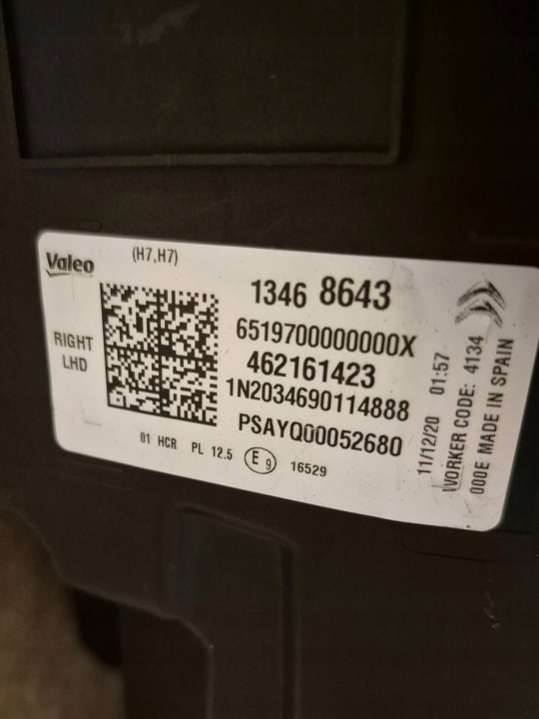 Valeo
(H7,H7)
1346 8643
RIGHT
LHD
6519700000000X
462161423
1N2034690114888
PSAYQ00052680
01 HCR PL 12.5 E9 16529
11/12/20 01:57
WORKER CODE: 4134
000E MADE IN SPAIN